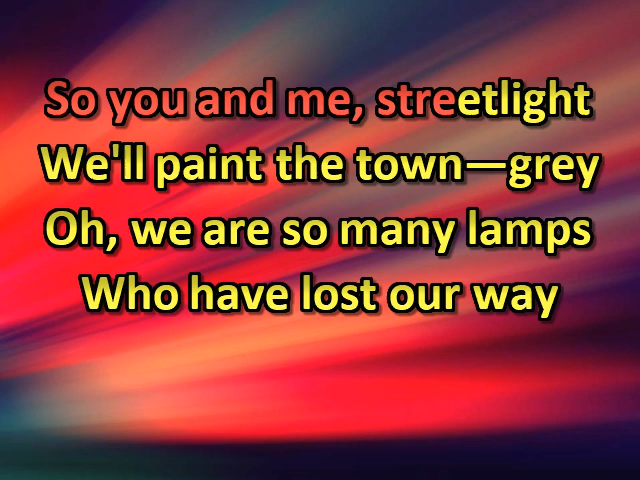 So you and me, streetlight
We'll paint the town—grey
Oh, we are so many lamps
Who have lost our way